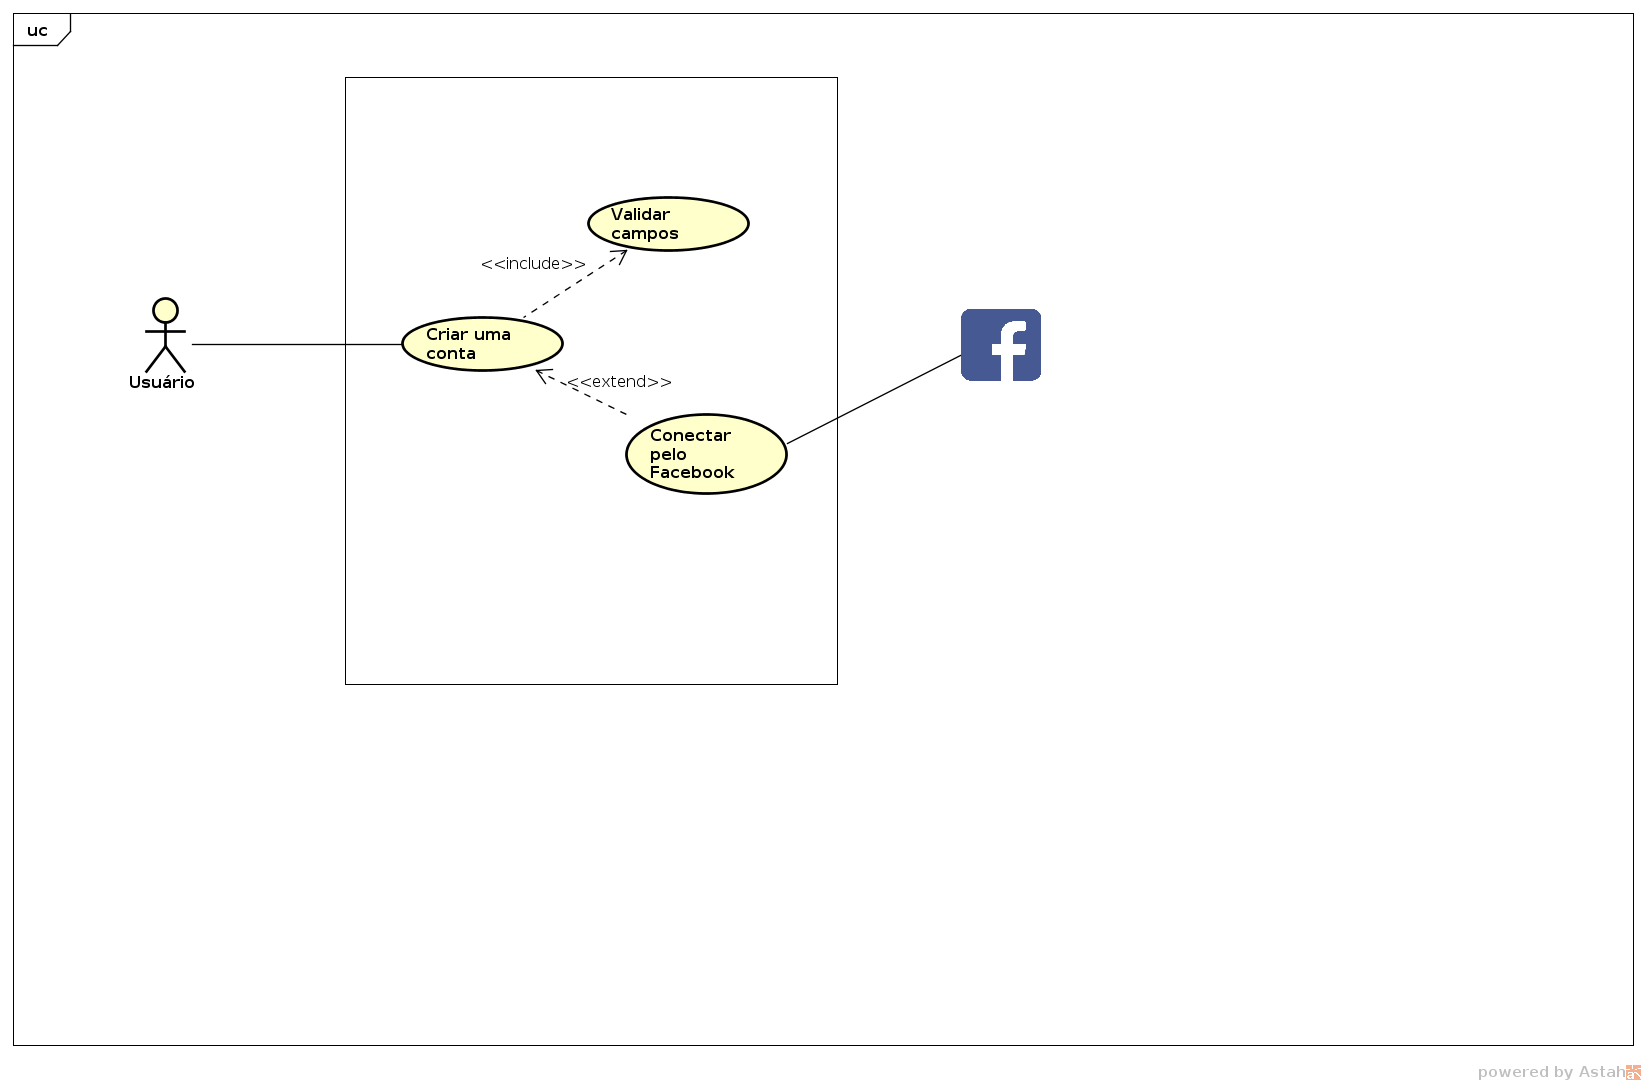 uc
Validar
campos
<<include>>
Criar uma
conta
Usuário
<<extend>>
Conectar
pelo
Facebook
powered by Astah